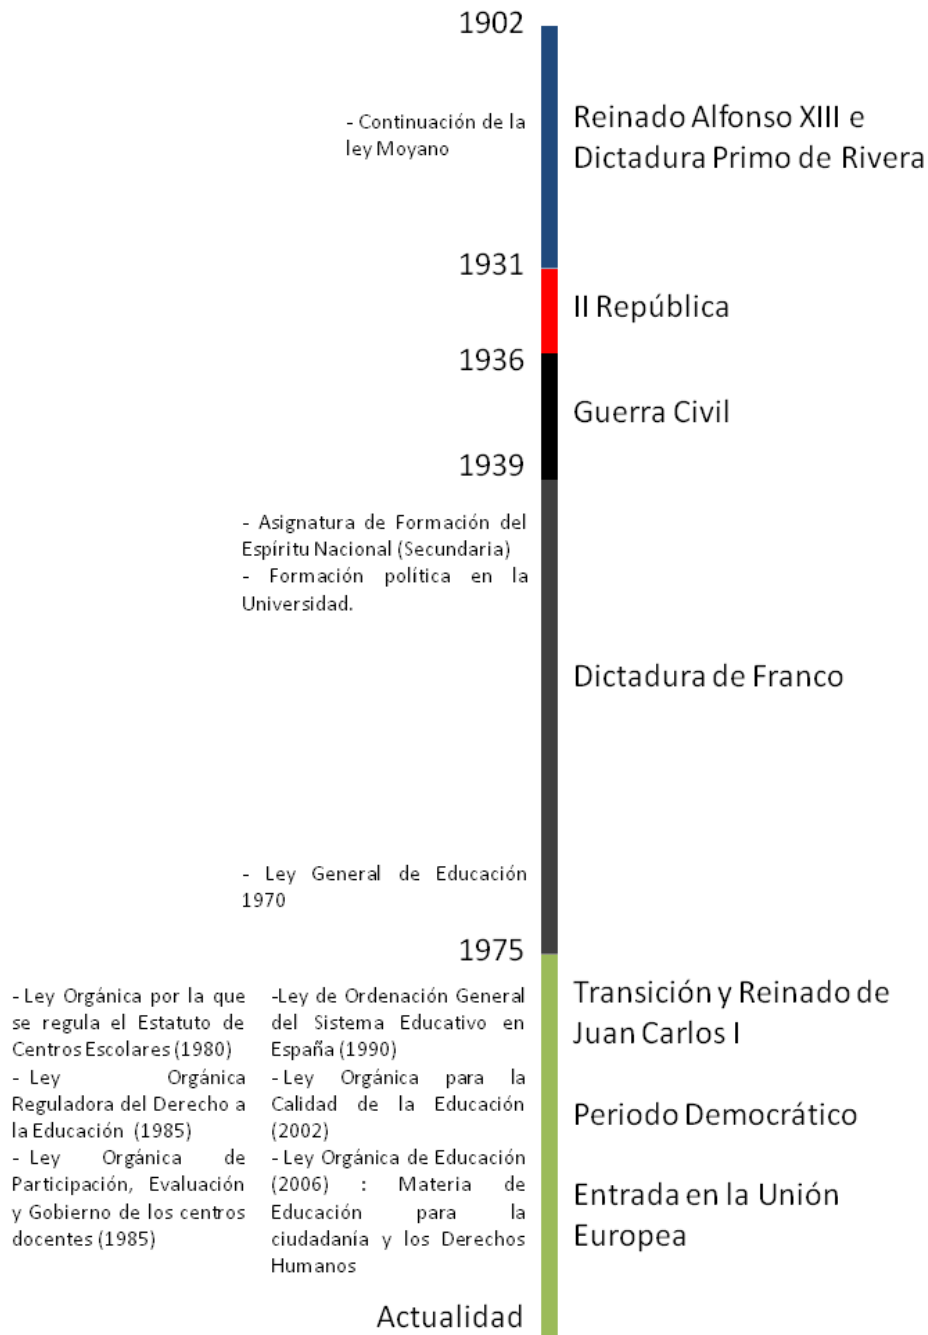 1902
- Continuación de la
ley Moyano
Reinado Alfonso XIII e
Dictadura Primo de Rivera
1931
II República
1936
Guerra Civil
1939
- Asignatura de Formación del
Espíritu Nacional (Secundaria)
- Formación política en la
Universidad.
Dictadura de Franco
- Ley General de Educación
1970
1975
- Ley Orgánica por la que
se regula el Estatuto de
Centros Escolares (1980)
- Ley Orgánica
Reguladora del Derecho a
la Educación (1985)
- Ley Orgánica de
Participación, Evaluación
y Gobierno de los centros
docentes (1985)
-Ley de Ordenación General
del Sistema Educativo en
España (1990)
- Ley Orgánica para la
Calidad de la Educación
(2002)
- Ley Orgánica de Educación
(2006) : Materia de
Educación para la
ciudadanía y los Derechos
Humanos
Transición y Reinado de
Juan Carlos I
Periodo Democrático
Entrada en la Unión
Europea
Actualidad